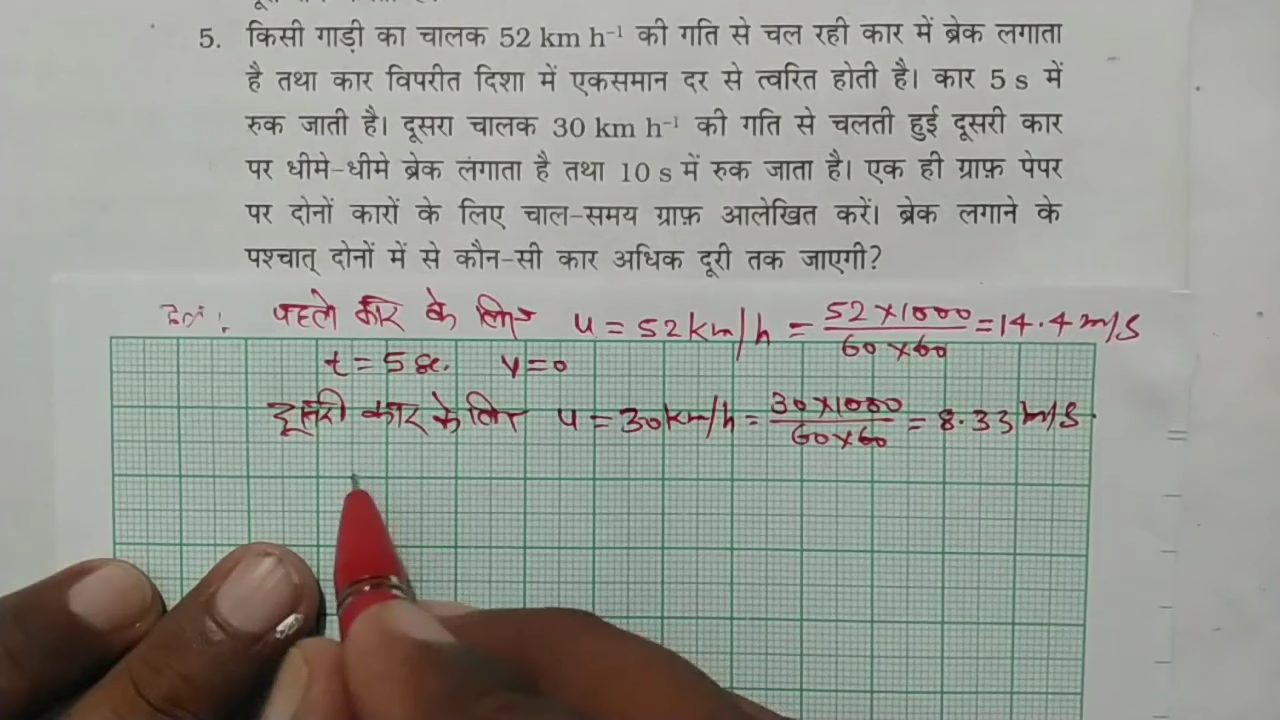 5. किसी गाड़ी का चालक 52 km h⁻¹ की गति से चल रही कार में ब्रेक लगाता
है तथा कार विपरीत दिशा में एकसमान दर से त्वरित होती है। कार 5 s में
रुक जाती है। दूसरा चालक 30 km h⁻¹ की गति से चलती हुई दूसरी कार
पर धीमे-धीमे ब्रेक लगाता है तथा 10 s में रुक जाता है। एक ही ग्राफ़ पेपर
पर दोनों कारों के लिए चाल-समय ग्राफ़ आलेखित करें। ब्रेक लगाने के
पश्चात् दोनों में से कौन-सी कार अधिक दूरी तक जाएगी?
हल: पहले कार के लिए u = 52 km/h = 52×1000/60×60 = 14.4 m/s
t = 5 se. v = 0
दूसरी कार के लिए u = 30 km/h = 30×1000/60×60 = 8.33 m/s